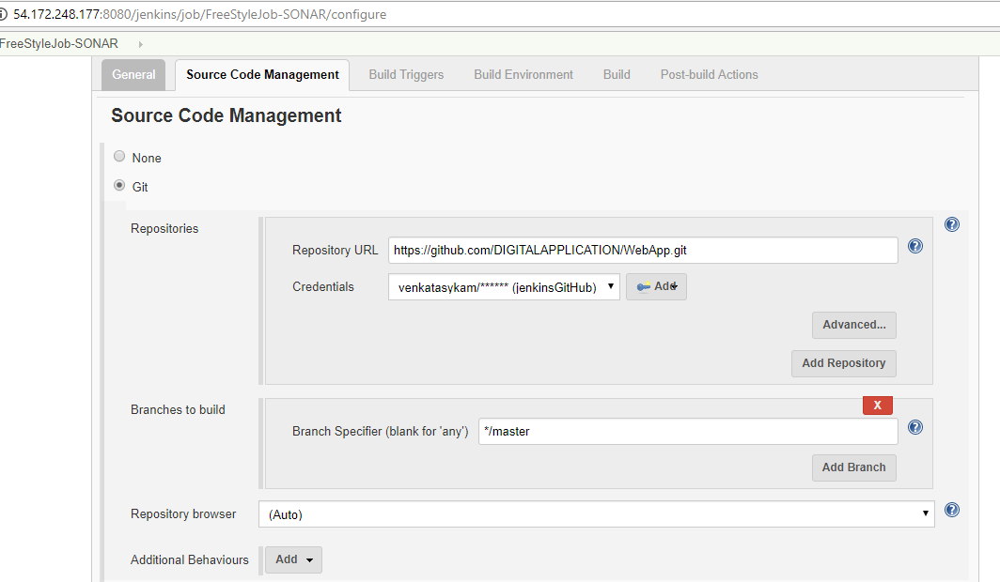 54.172.248.177:8080/jenkins/job/FreeStyleJob-SONAR/configure
FreeStyleJob-SONAR
General Source Code Management Build Triggers Build Environment Build Post-build Actions
Source Code Management
None
Git
Repositories
Repository URL https://github.com/DIGITALAPPLICATION/WebApp.git
Credentials venkatasykam/****** (jenkinsGitHub) Add
Advanced...
Add Repository
Branches to build
X
Branch Specifier (blank for 'any') */master
Add Branch
Repository browser (Auto)
Additional Behaviours Add